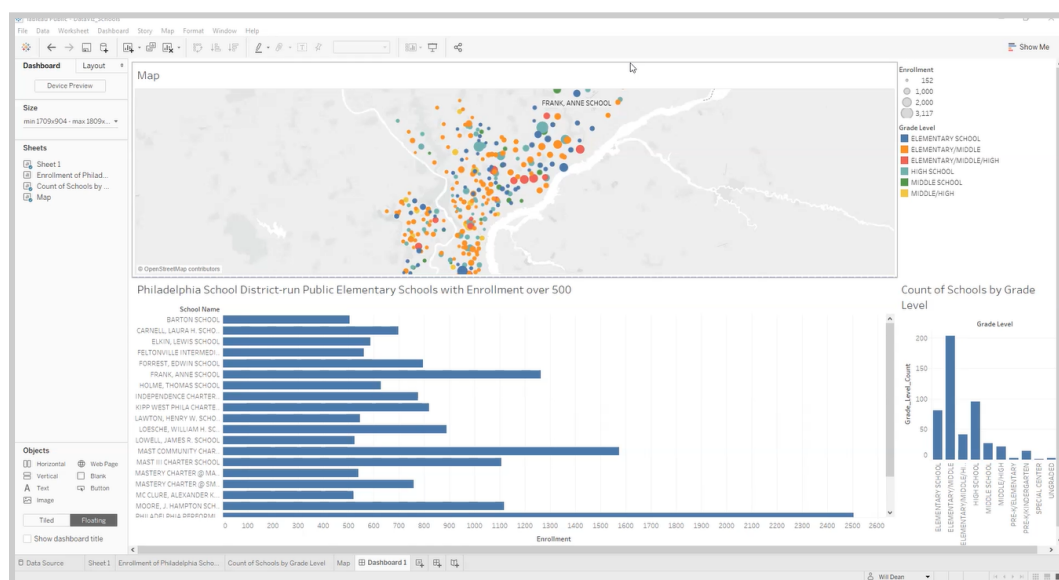 Tableau Public - DataViz_Schools
File Data Worksheet Dashboard Story Map Format Window Help
Show Me
Dashboard Layout
Device Preview
Size
min 1709x904 - max 1809x...
Sheets
Sheet 1
Enrollment of Philad...
Count of Schools by ...
Map
Objects
Horizontal Web Page
Vertical Blank
A Text Button
Image
Tiled Floating
Show dashboard title
Map
FRANK, ANNE SCHOOL
© OpenStreetMap contributors
Enrollment
152
1,000
2,000
3,117
Grade Level
ELEMENTARY SCHOOL
ELEMENTARY/MIDDLE
ELEMENTARY/MIDDLE/HIGH
HIGH SCHOOL
MIDDLE SCHOOL
MIDDLE/HIGH
Philadelphia School District-run Public Elementary Schools with Enrollment over 500
School Name
BARTON SCHOOL
CARNELL, LAURA H. SCHO..
ELKIN, LEWIS SCHOOL
FELTONVILLE INTERMEDI..
FORREST, EDWIN SCHOOL
FRANK, ANNE SCHOOL
HOLME, THOMAS SCHOOL
INDEPENDENCE CHARTER..
KIPP WEST PHILA CHARTE..
LAWTON, HENRY W. SCHO..
LOESCHE, WILLIAM H. SC..
LOWELL, JAMES R. SCHOOL
MAST COMMUNITY CHAR..
MAST III CHARTER SCHOOL
MASTERY CHARTER @ MA..
MASTERY CHARTER @ SM..
MC CLURE, ALEXANDER K..
MOORE, J. HAMPTON SCH..
PHILADELPHIA PERFORMI..
0 100 200 300 400 500 600 700 800 900 1000 1100 1200 1300 1400 1500 1600 1700 1800 1900 2000 2100 2200 2300 2400 2500 2600
Enrollment
Count of Schools by Grade
Level
Grade Level
Grade_Level_Count
200
150
100
50
0
ELEMENTARY SCHOOL
ELEMENTARY/MIDDLE
ELEMENTARY/MIDDLE/HI..
HIGH SCHOOL
MIDDLE SCHOOL
MIDDLE/HIGH
PRE-K/ELEMENTARY
PRE-K/KINDERGARTEN
SPECIAL CENTER
UNGRADED
Data Source Sheet 1 Enrollment of Philadelphia Scho... Count of Schools by Grade Level Map Dashboard 1
Will Dean